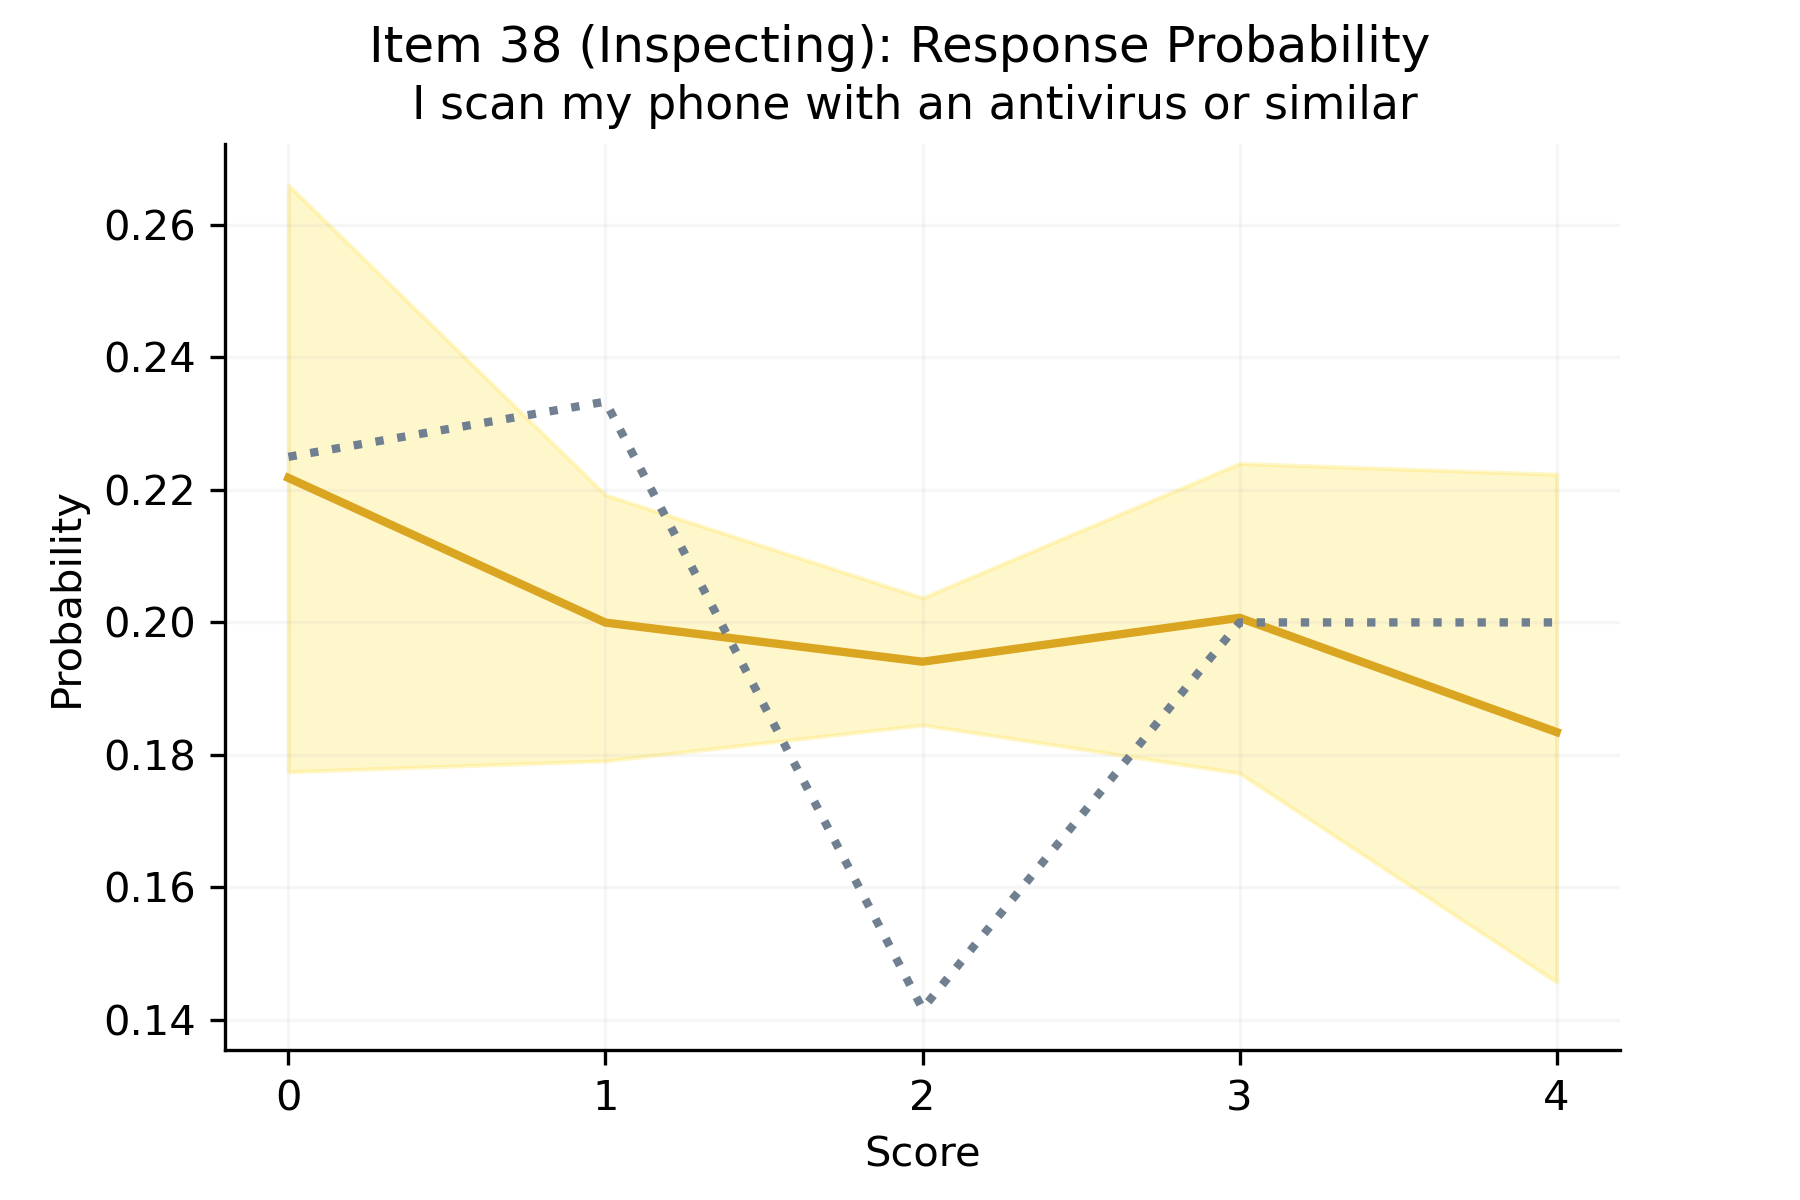 Item 38 (Inspecting): Response Probability
I scan my phone with an antivirus or similar
0.26
0.24
0.22
0.20
0.18
0.16
0.14
Probability
0 1 2 3 4
Score